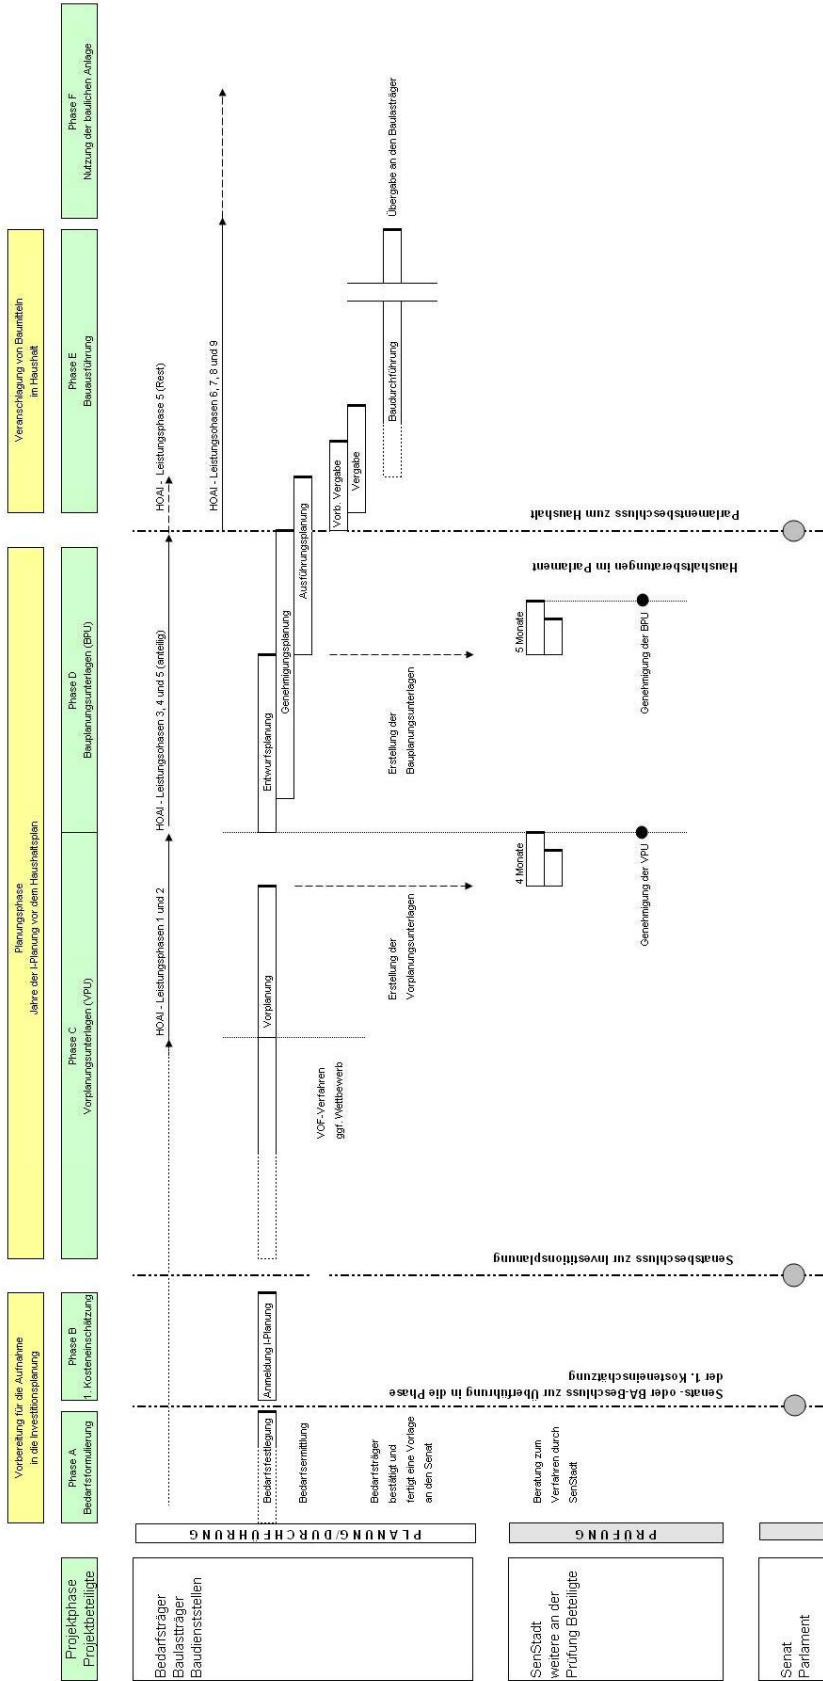 Vorbereitung für die Aufnahme
in die Investitionsplanung
Planungsphase
Jahre der I-Planung vor dem Haushaltsplan
Veranschlagung von Baumitteln
im Haushalt
Projektphase
Projektbeteiligte
Phase A
Bedarfsformulierung
Phase B
1. Kosteneinschätzung
Phase C
Vorplanungsunterlagen (VPU)
Phase D
Bauplanungsunterlagen (BPU)
Phase E
Bauausführung
Phase F
Nutzung der baulichen Anlage
Bedarfsträger
Baulastträger
Baudienststellen
PLANUNG/DURCHFÜHRUNG
HOAI - Leistungsphasen 1 und 2
HOAI - Leistungsohasen 3, 4 und 5 (anteilig)
HOAI - Leistungsphase 5 (Rest)
HOAI - Leistungsohasen 6, 7, 8 und 9
Bedarfsfestlegung
Anmeldung I-Planung
Vorplanung
Entwurfsplanung
Genehmigungsplanung
Ausführungsplanung
Bedarfsermittlung
VOF-Verfahren
ggf. Wettbewerb
Vorb. Vergabe
Vergabe
Bedarfsträger
bestätigt und
fertigt eine Vorlage
an den Senat
Erstellung der
Vorplanungsunterlagen
Erstellung der
Bauplanungsunterlagen
Baudurchführung
Übergabe an den Baulasträger
SenStadt
weitere an der
Prüfung Beteiligte
PRÜFUNG
Beratung zum
Verfahren durch
SenStadt
4 Monate
5 Monate
Genehmigung der VPU
Genehmigung der BPU
Senats- oder BA-Beschluss zur Überführung in die Phase
der 1. Kosteneinschätzung
Senatsbeschluss zur Investitionsplanung
Haushaltsberatungen im Parlament
Parlamentsbeschluss zum Haushalt
Senat
Parlament